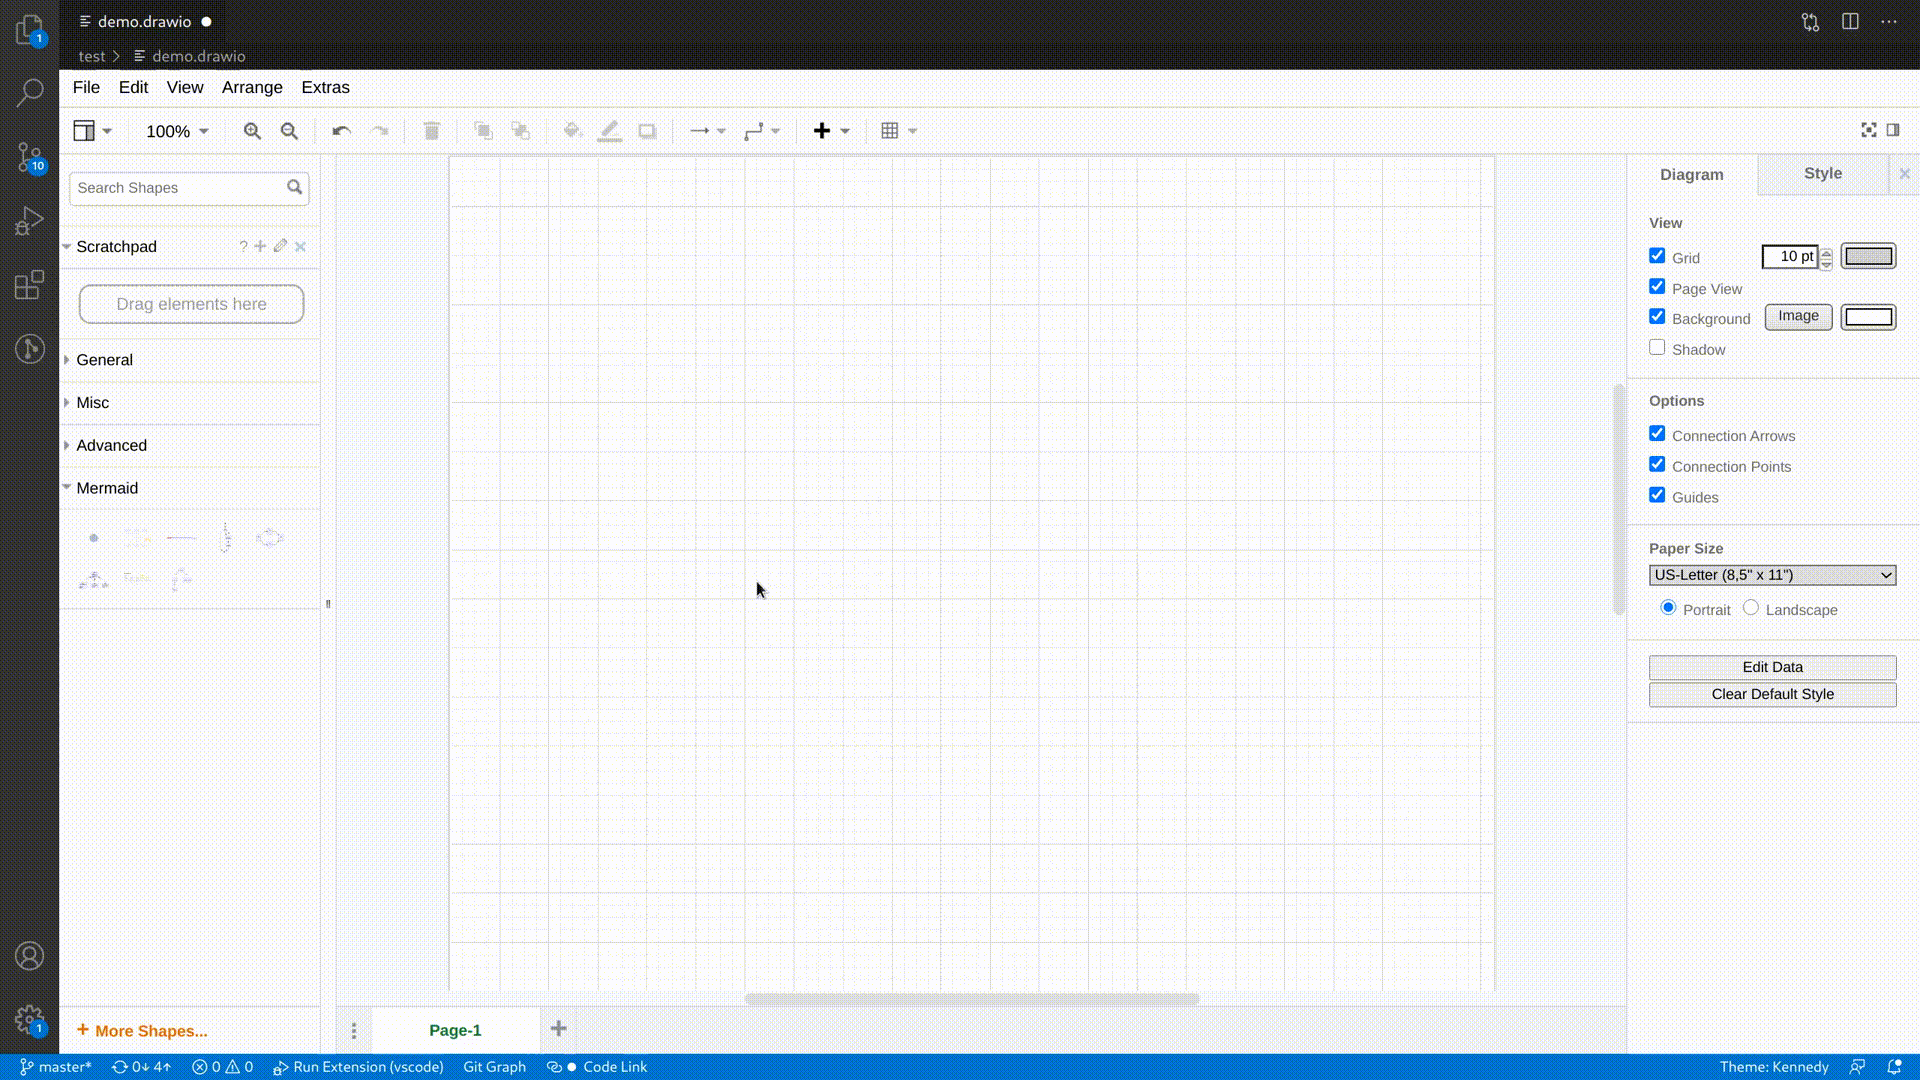 demo.drawio
test > demo.drawio
File Edit View Arrange Extras
100%
Search Shapes
Scratchpad
?
Drag elements here
General
Misc
Advanced
Mermaid
+ More Shapes...
Page-1
Diagram Style
View
Grid 10 pt
Page View
Background Image
Shadow
Options
Connection Arrows
Connection Points
Guides
Paper Size
US-Letter (8,5" x 11")
Portrait Landscape
Edit Data
Clear Default Style
1
10
1
master* 0↓ 4↑ 0 0 Run Extension (vscode) Git Graph Code Link Theme: Kennedy